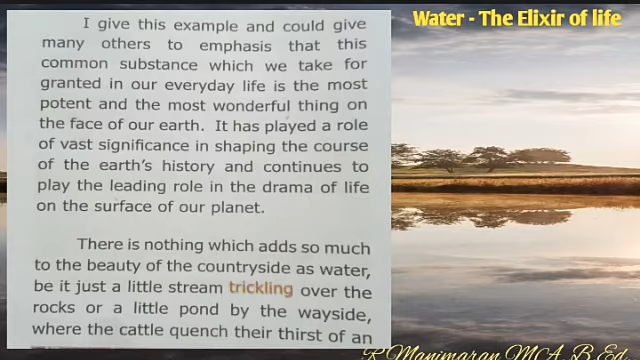 Water - The Elixir of life
I give this example and could give
many others to emphasis that this
common substance which we take for
granted in our everyday life is the most
potent and the most wonderful thing on
the face of our earth. It has played a role
of vast significance in shaping the course
of the earth's history and continues to
play the leading role in the drama of life
on the surface of our planet.
There is nothing which adds so much
to the beauty of the countryside as water,
be it just a little stream trickling over the
rocks or a little pond by the wayside,
where the cattle quench their thirst of an
R.Manimaran M.A.,B.Ed.,